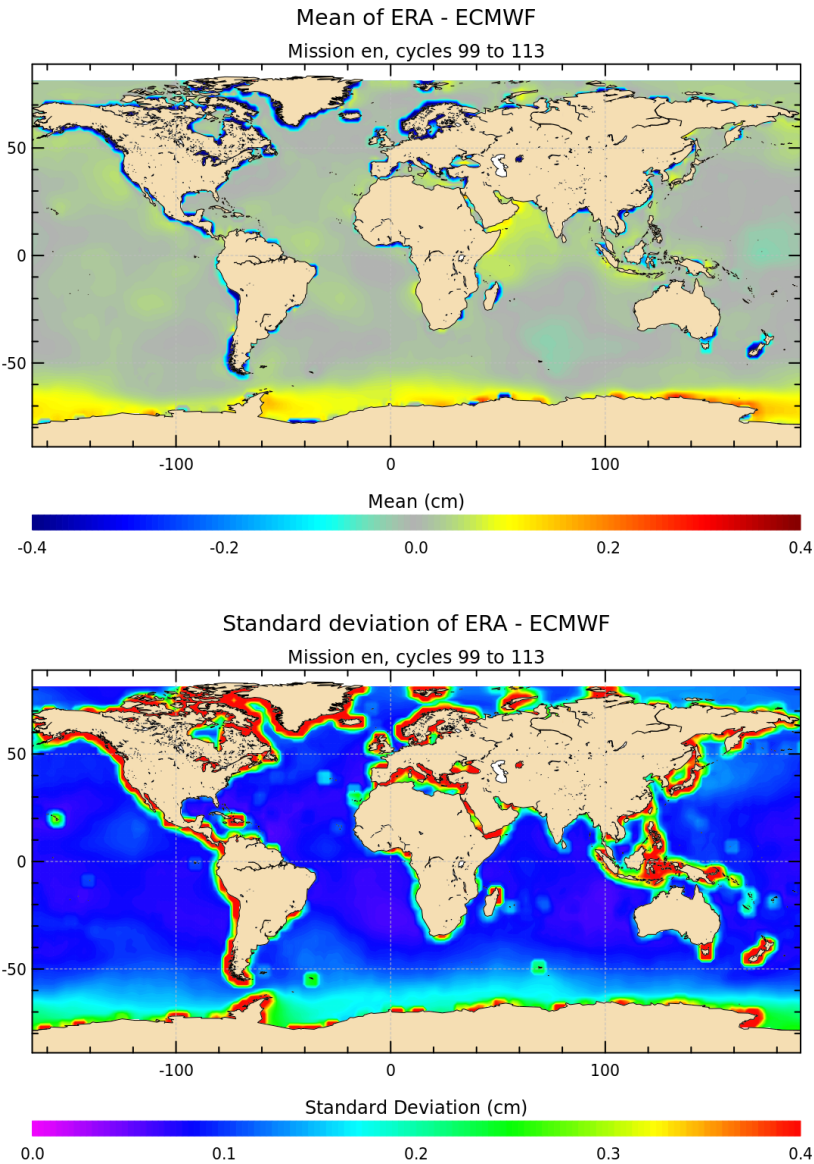 Mean of ERA - ECMWF
Mission en, cycles 99 to 113
50
0
-50
-100 0 100
Mean (cm)
-0.4 -0.2 0.0 0.2 0.4
Standard deviation of ERA - ECMWF
Mission en, cycles 99 to 113
50
0
-50
-100 0 100
Standard Deviation (cm)
0.0 0.1 0.2 0.3 0.4